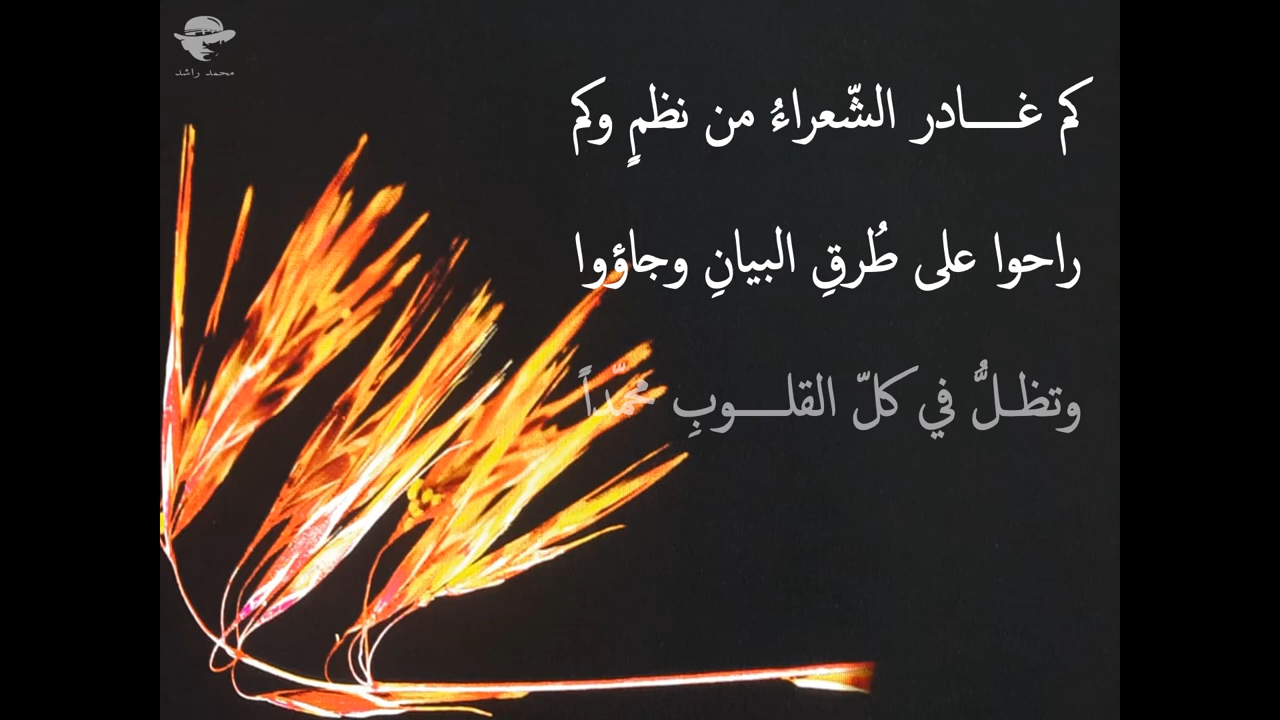 محمد راشد
كم غـــادر الشّعراءُ من نظمٍ وكم
راحوا على طُرقِ البيانِ وجاؤوا
وتظـلُّ في كلّ القلـــوبِ محمّداً